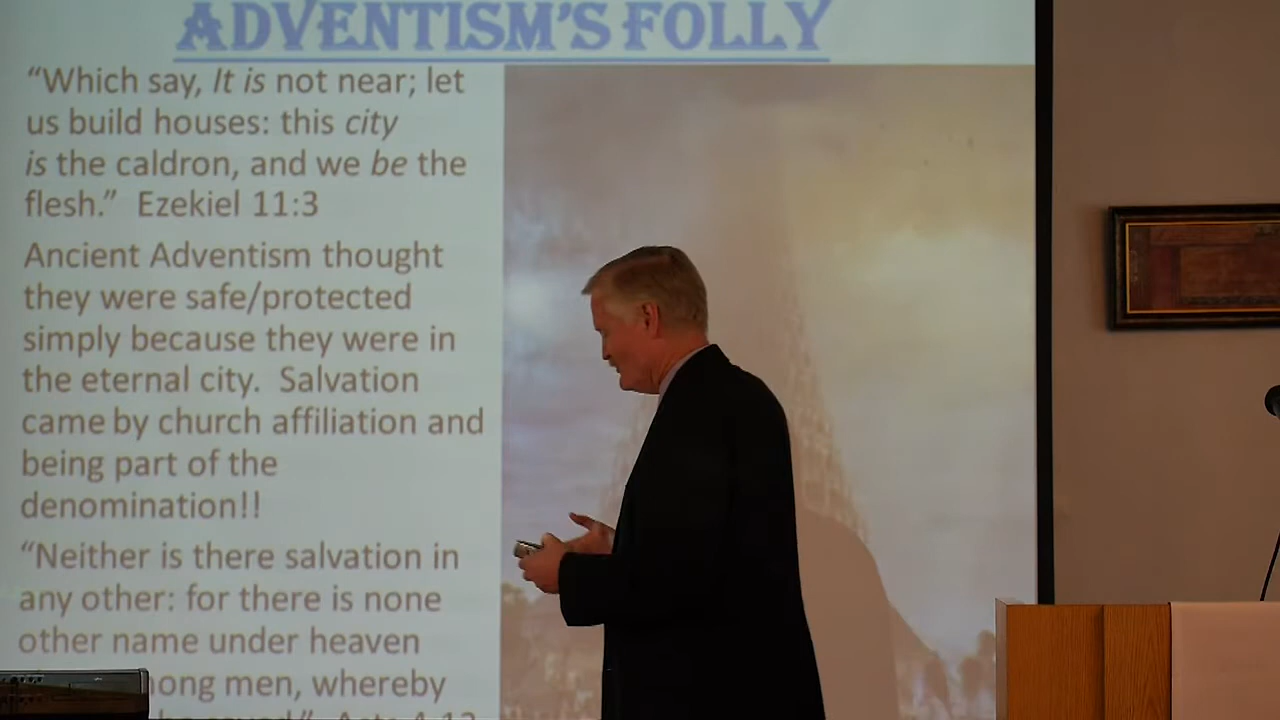 ADVENTISM'S FOLLY
“Which say, It is not near; let
us build houses: this city
is the caldron, and we be the
flesh.” Ezekiel 11:3
Ancient Adventism thought
they were safe/protected
simply because they were in
the eternal city. Salvation
came by church affiliation and
being part of the
denomination!!
“Neither is there salvation in
any other: for there is none
other name under heaven
men, whereby